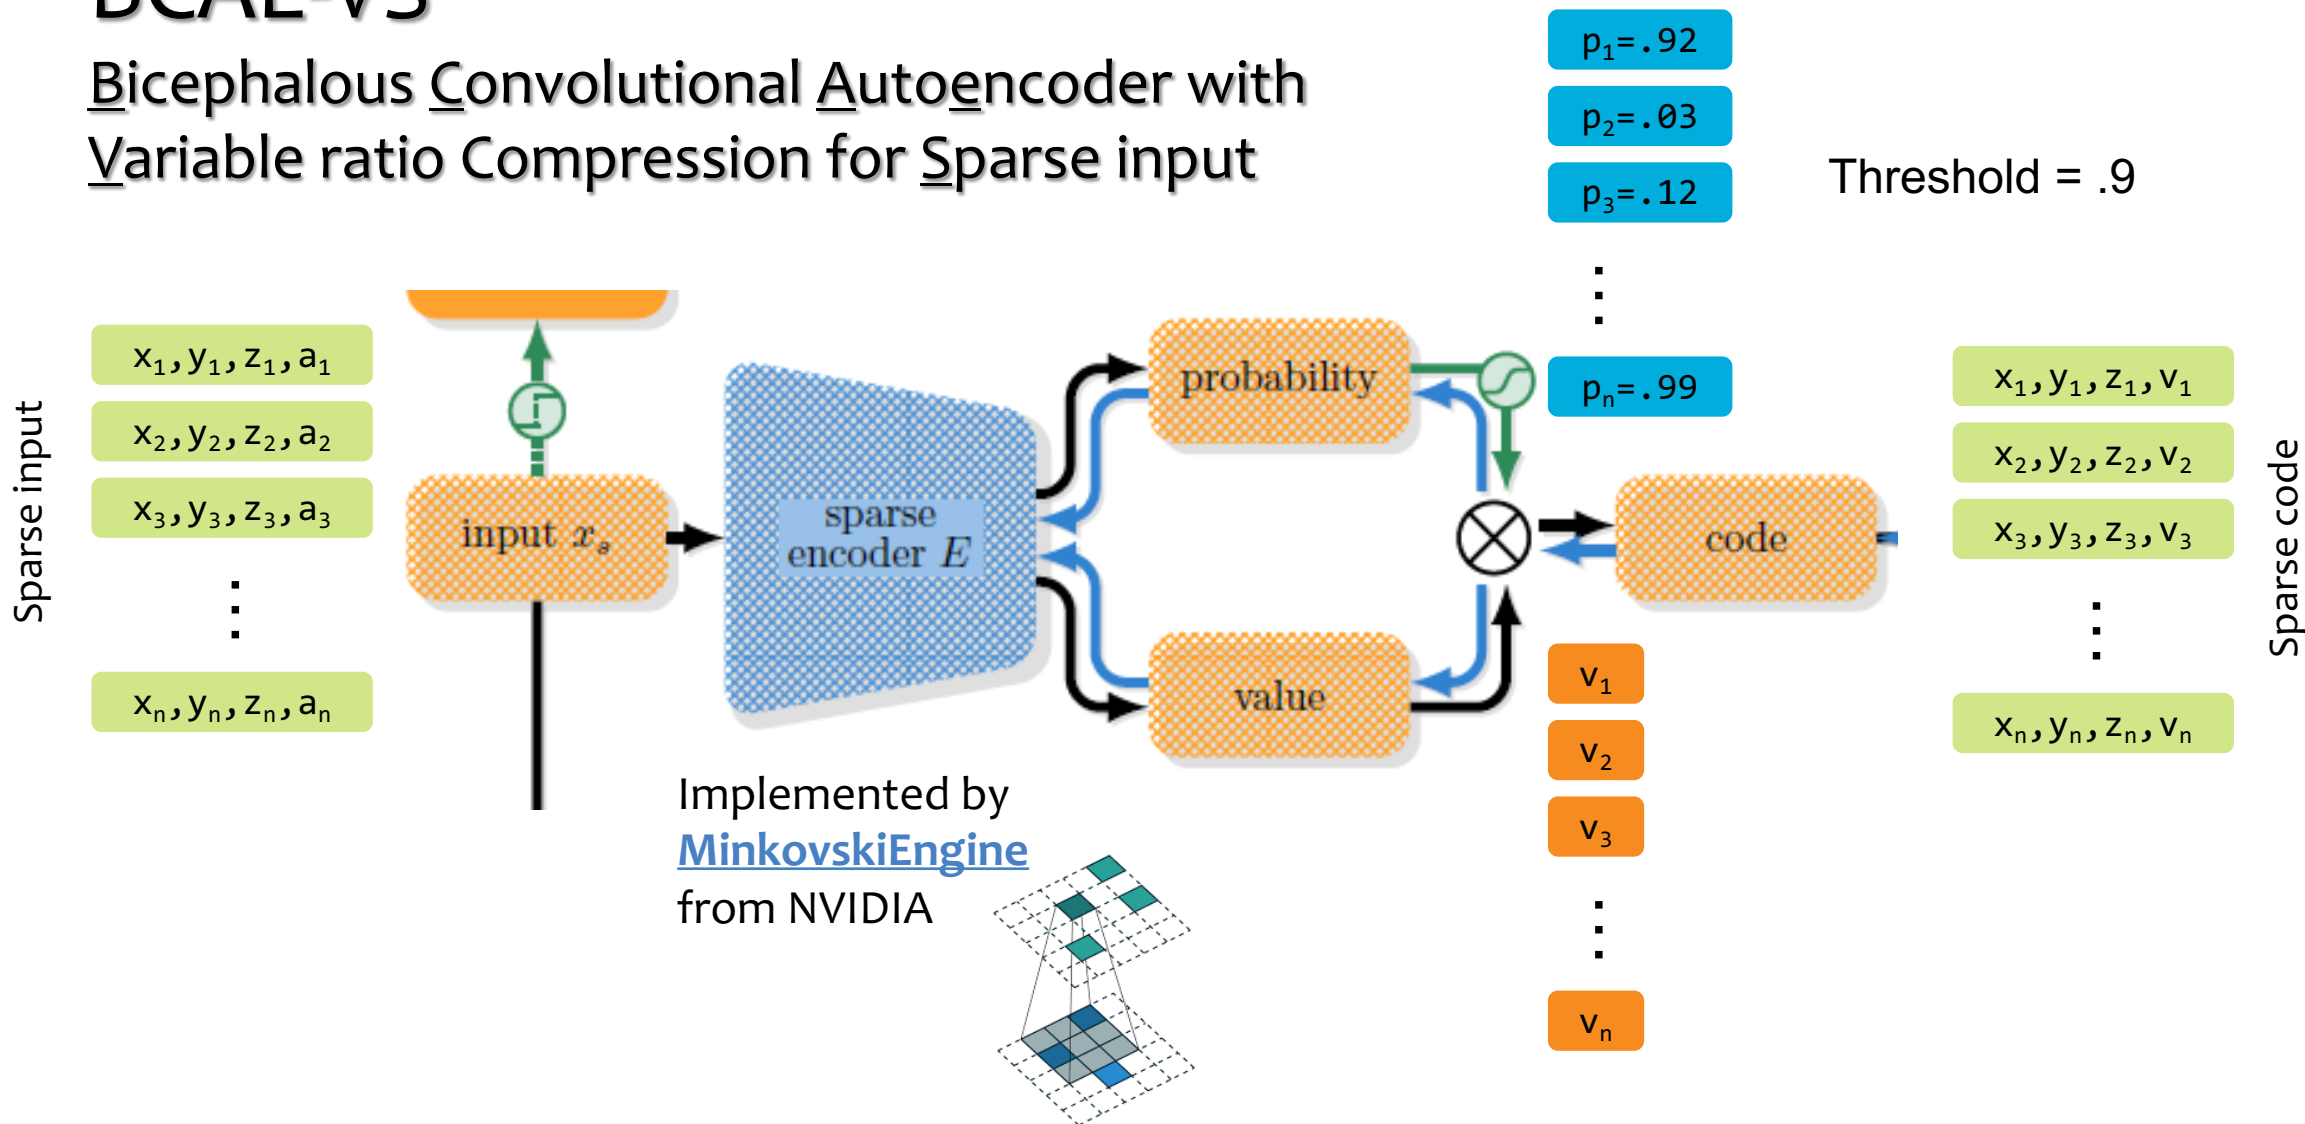 BCAE-VS
Bicephalous Convolutional Autoencoder with
Variable ratio Compression for Sparse input
p1=.92
p2=.03
p3=.12
⋮
pn=.99
Threshold = .9
Sparse input
x1,y1,z1,a1
x2,y2,z2,a2
x3,y3,z3,a3
⋮
xn,yn,zn,an
input xs
sparse
encoder E
probability
value
code
v1
v2
v3
⋮
vn
x1,y1,z1,v1
x2,y2,z2,v2
x3,y3,z3,v3
⋮
xn,yn,zn,vn
Sparse code
Implemented by
MinkovskiEngine
from NVIDIA